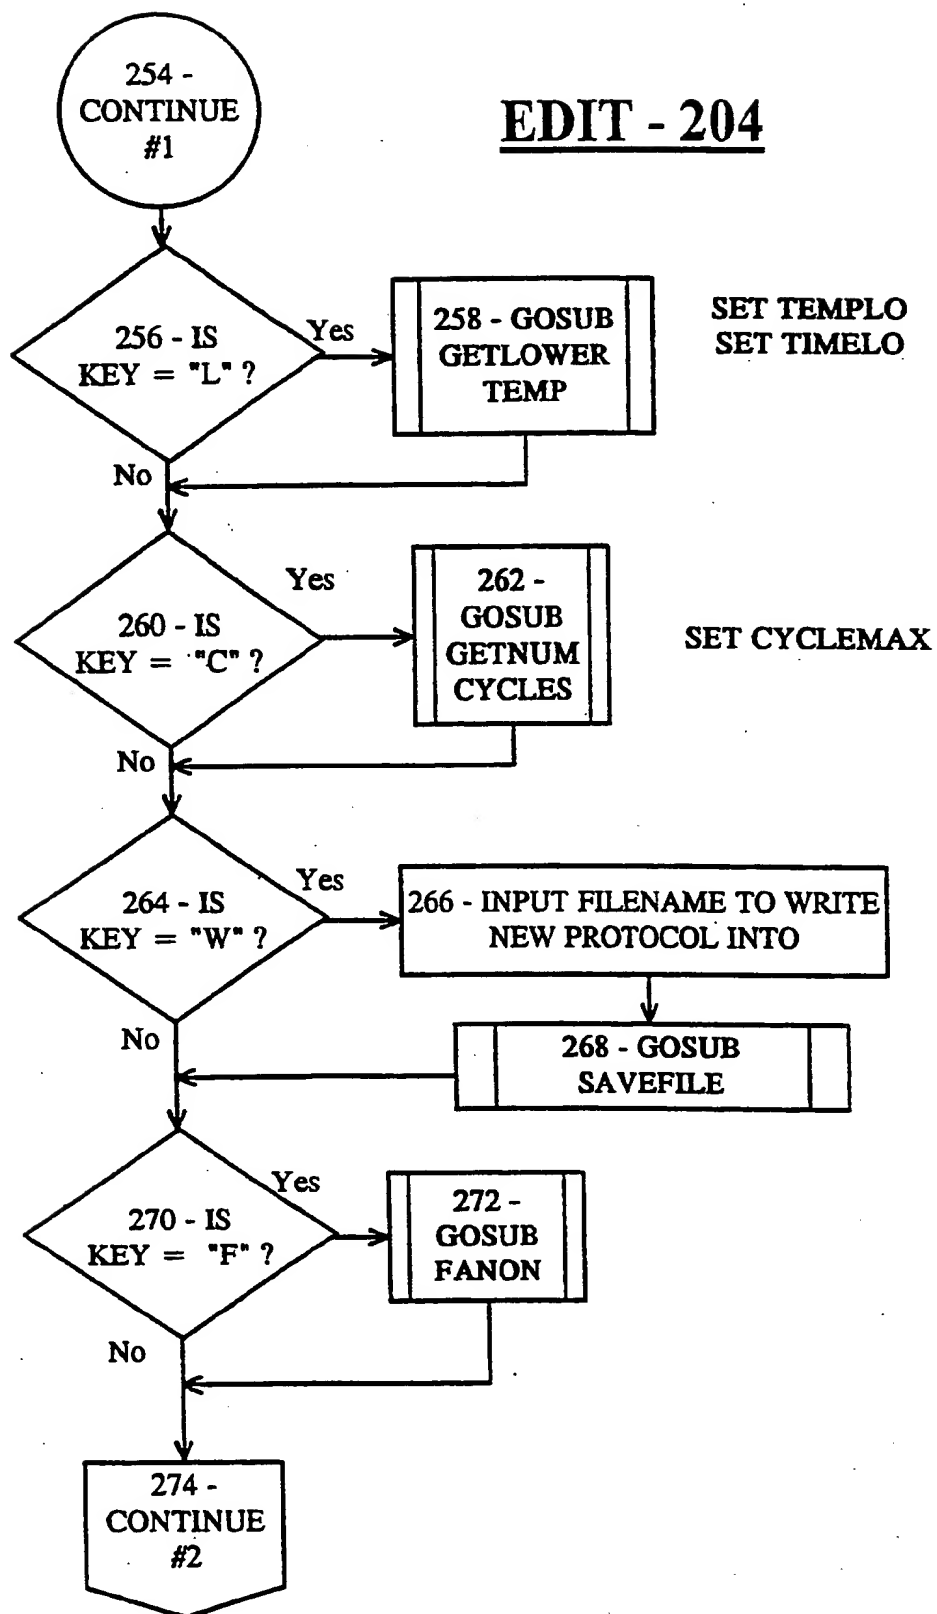 254 -
CONTINUE
#1
EDIT - 204
256 - IS
KEY = "L" ?
Yes
258 - GOSUB
GETLOWER
TEMP
SET TEMPLO
SET TIMELO
No
260 - IS
KEY = "C" ?
Yes
262 -
GOSUB
GETNUM
CYCLES
SET CYCLEMAX
No
264 - IS
KEY = "W" ?
Yes
266 - INPUT FILENAME TO WRITE
NEW PROTOCOL INTO
No
268 - GOSUB
SAVEFILE
270 - IS
KEY = "F" ?
Yes
272 -
GOSUB
FANON
No
274 -
CONTINUE
#2